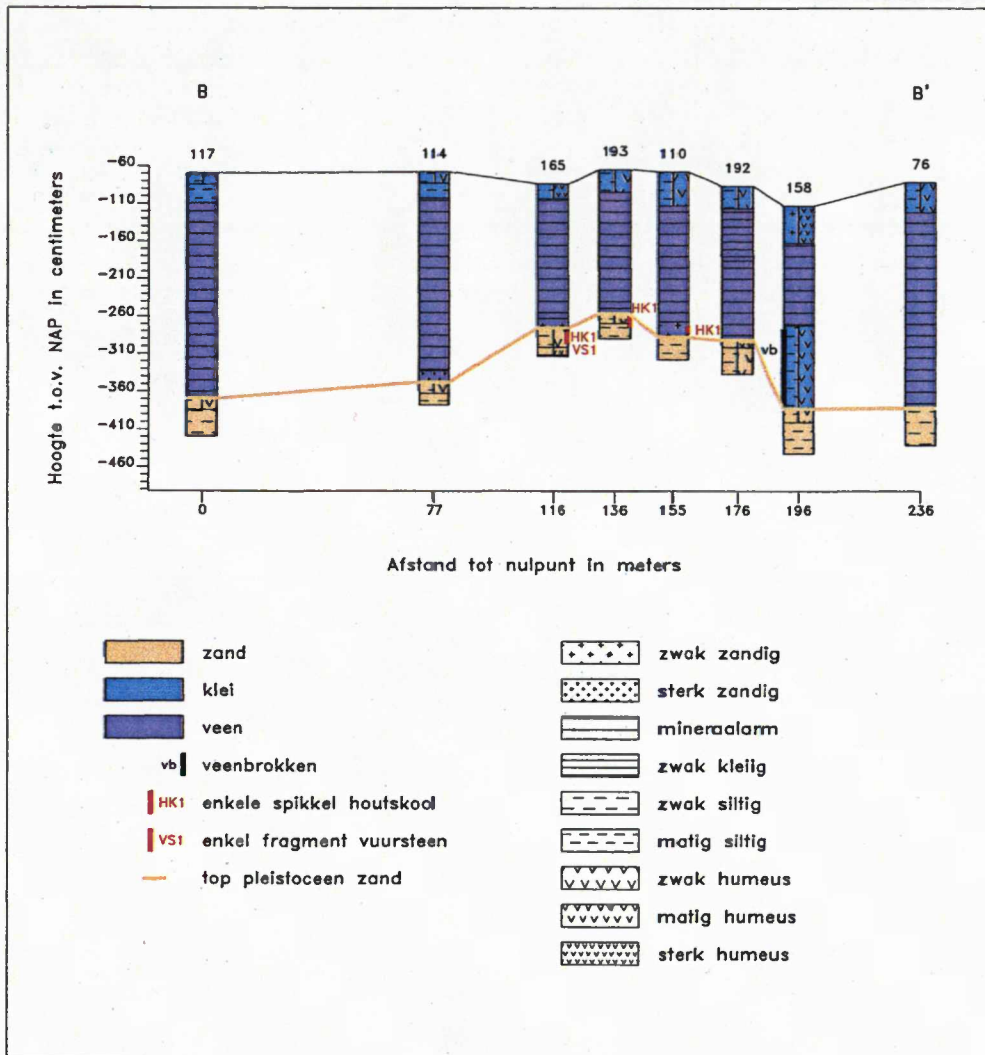 B B'
117 114 165 193 110 192 158 76
Hoogte t.o.v. NAP in centimeters
-60
-110
-160
-210
-260
-310
-360
-410
-460
HK1
HK1
HK1
VS1
vb
0 77 116 136 155 176 196 236
Afstand tot nulpunt in meters
zand
klei
veen
vb veenbrokken
HK1 enkele spikkel houtskool
VS1 enkel fragment vuursteen
top pleistoceen zand
zwak zandig
sterk zandig
mineraalarm
zwak kleiig
zwak siltig
matig siltig
zwak humeus
matig humeus
sterk humeus